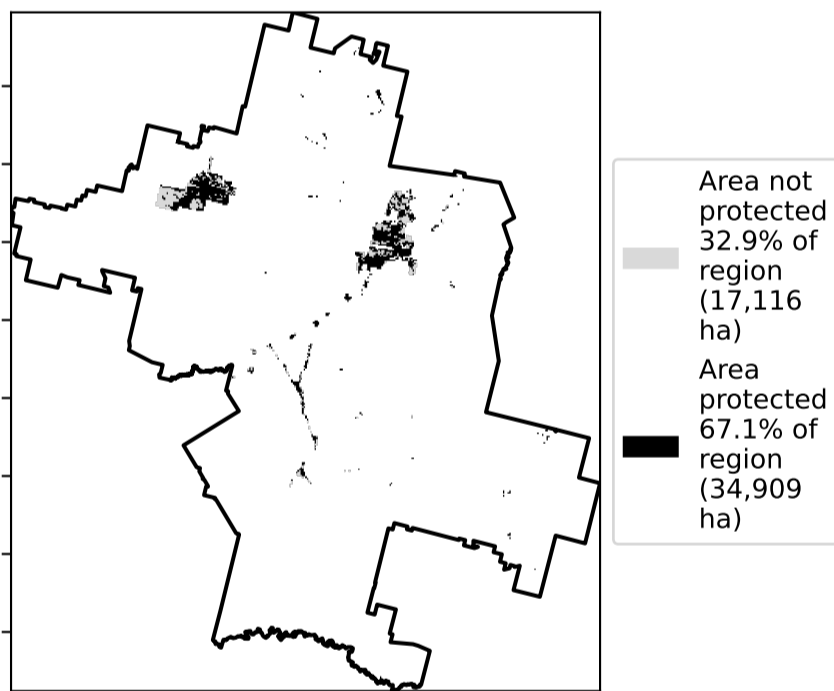 Area not
protected
32.9% of
region
(17,116
ha)
Area
protected
67.1% of
region
(34,909
ha)